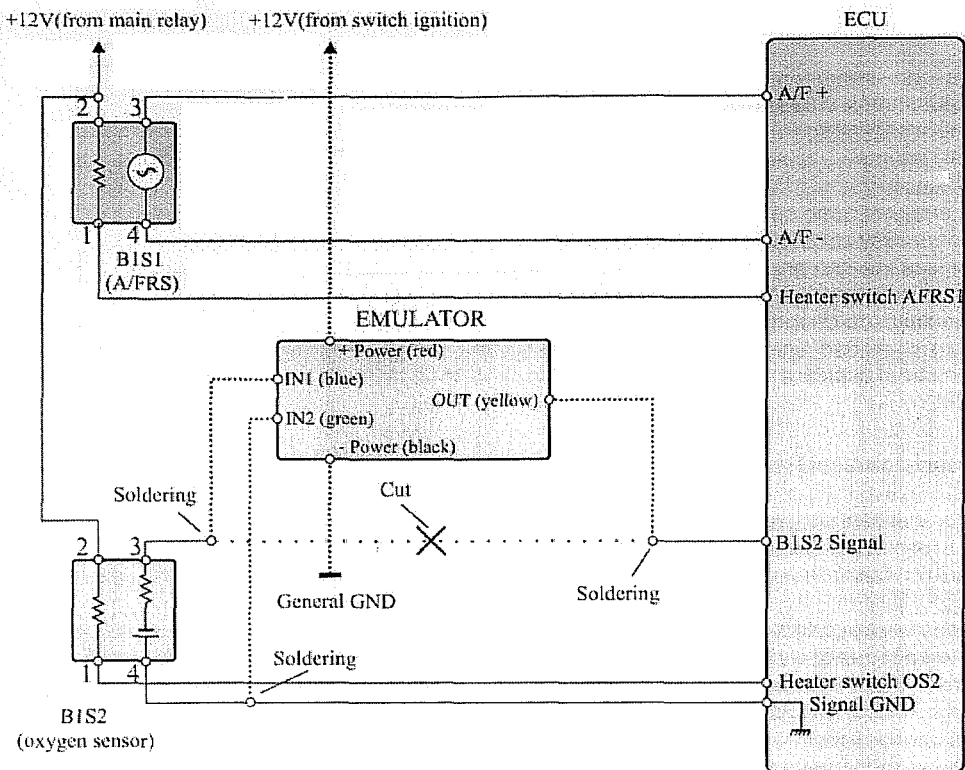 +12V(from main relay)
+12V(from switch ignition)
ECU
2
3
A/F +
1
4
A/F -
B1S1
(A/FRS)
Heater switch AFRS1
EMULATOR
+ Power (red)
IN1 (blue)
OUT (yellow)
IN2 (green)
- Power (black)
Soldering
Cut
2
3
B1S2 Signal
General GND
Soldering
Soldering
1
4
Heater switch OS2
Signal GND
B1S2
(oxygen sensor)